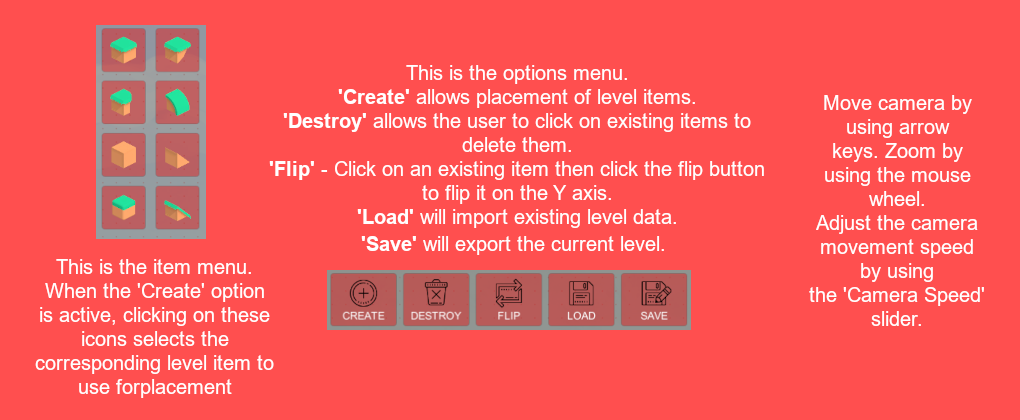 This is the item menu.
When the 'Create' option
is active, clicking on these
icons selects the
corresponding level item to
use forplacement
This is the options menu.
'Create' allows placement of level items.
'Destroy' allows the user to click on existing items to
delete them.
'Flip' - Click on an existing item then click the flip button
to flip it on the Y axis.
'Load' will import existing level data.
'Save' will export the current level.
CREATE
DESTROY
FLIP
LOAD
SAVE
Move camera by
using arrow
keys. Zoom by
using the mouse
wheel.
Adjust the camera
movement speed
by using
the 'Camera Speed'
slider.